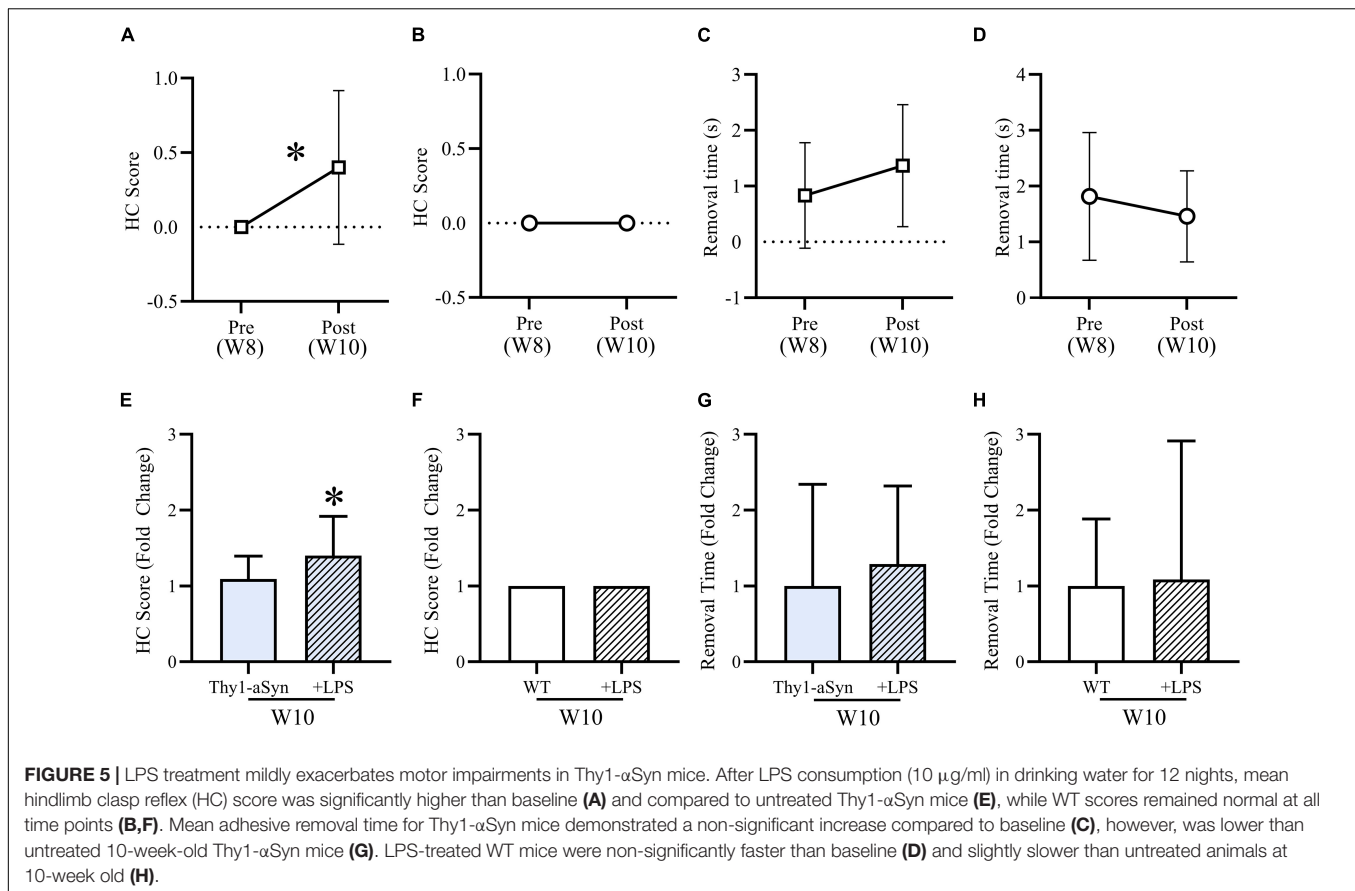 A
B
C
D
HC Score
1.0
0.5
0.0
-0.5
*
Pre
(W8)
Post
(W10)
HC Score
1.0
0.5
0.0
-0.5
Pre
(W8)
Post
(W10)
Removal time (s)
3
2
1
0
-1
Pre
(W8)
Post
(W10)
Removal time (s)
4
3
2
1
0
Pre
(W8)
Post
(W10)
E
F
G
H
HC Score (Fold Change)
3
2
1
0
*
Thy1-aSyn
+LPS
W10
HC Score (Fold Change)
3
2
1
0
WT
+LPS
W10
Removal Time (Fold Change)
3
2
1
0
Thy1-aSyn
+LPS
W10
Removal Time (Fold Change)
3
2
1
0
WT
+LPS
W10
FIGURE 5 | LPS treatment mildly exacerbates motor impairments in Thy1-αSyn mice. After LPS consumption (10 μg/ml) in drinking water for 12 nights, mean
hindlimb clasp reflex (HC) score was significantly higher than baseline (A) and compared to untreated Thy1-αSyn mice (E), while WT scores remained normal at all
time points (B,F). Mean adhesive removal time for Thy1-αSyn mice demonstrated a non-significant increase compared to baseline (C), however, was lower than
untreated 10-week-old Thy1-αSyn mice (G). LPS-treated WT mice were non-significantly faster than baseline (D) and slightly slower than untreated animals at
10-week old (H).